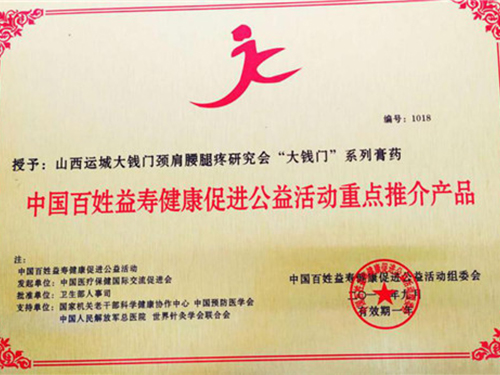 编号：1018
授予：山西运城大钱门颈肩腰腿疼研究会“大钱门”系列膏药
中国百姓益寿健康促进公益活动重点推介产品
注：
中国百姓益寿健康促进公益活动
发起单位：中国医疗保健国际交流促进会
批准单位：卫生部人事司
支持单位：国家机关老干部科学健康协作中心 中国预防医学会
中国人民解放军总医院 世界针灸学会联合会
中国百姓益寿健康促进公益活动组委会
二〇一 年九月
有效期一年